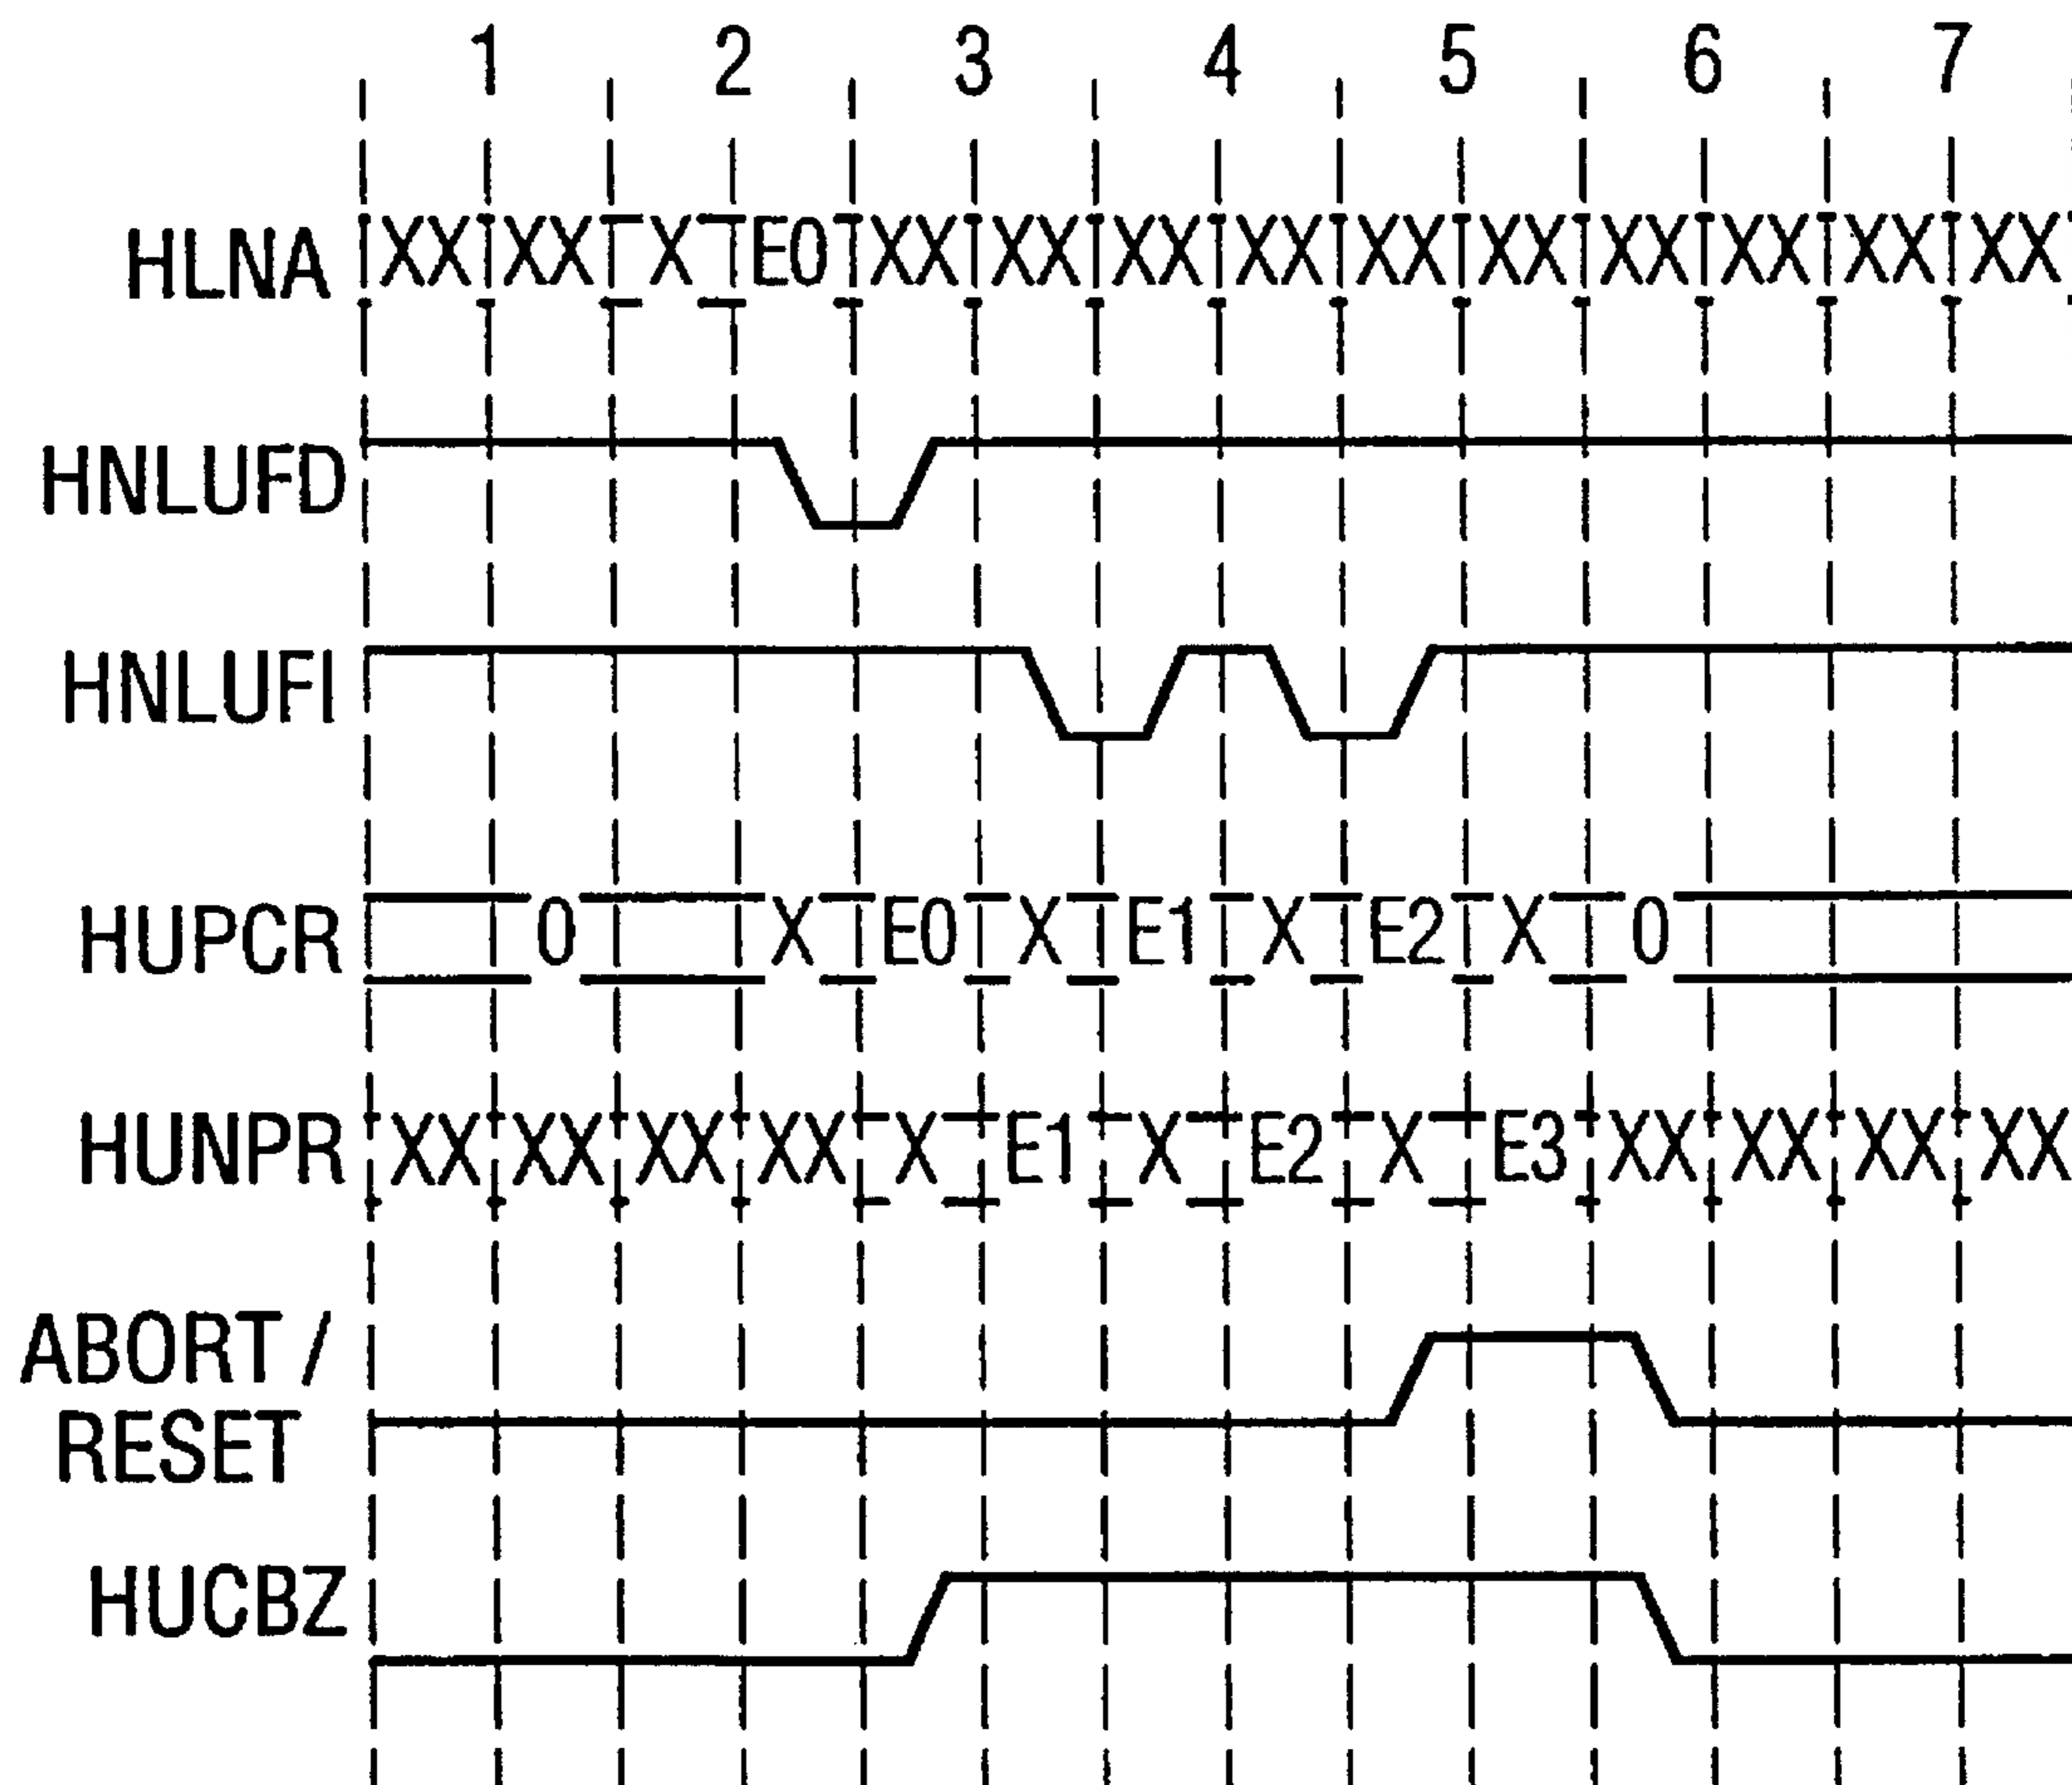 1 2 3 4 5 6 7
HLNA XX XX X E0 XX XX XX XX XX XX XX XX XX XX
HNLUFD
HNLUFI
HUPCR 0 X E0 X E1 X E2 X 0
HUNPR XX XX XX XX X E1 X E2 X E3 XX XX XX XX
ABORT /
RESET
HUCBZ